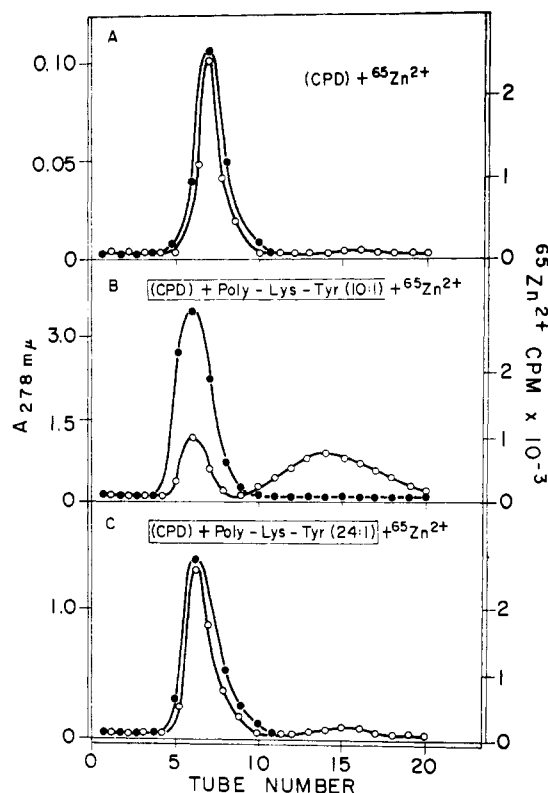 A
(CPD) + 65Zn2+
0.10
0.05
0
2
1
0
B
(CPD) + Poly - Lys - Tyr (10:1) + 65Zn2+
3.0
1.5
0
2
1
0
A 278 mμ
65Zn2+ CPM x 10-3
C
(CPD) + Poly - Lys - Tyr (24:1) + 65Zn2+
1.0
0
2
1
0
0 5 10 15 20
TUBE NUMBER